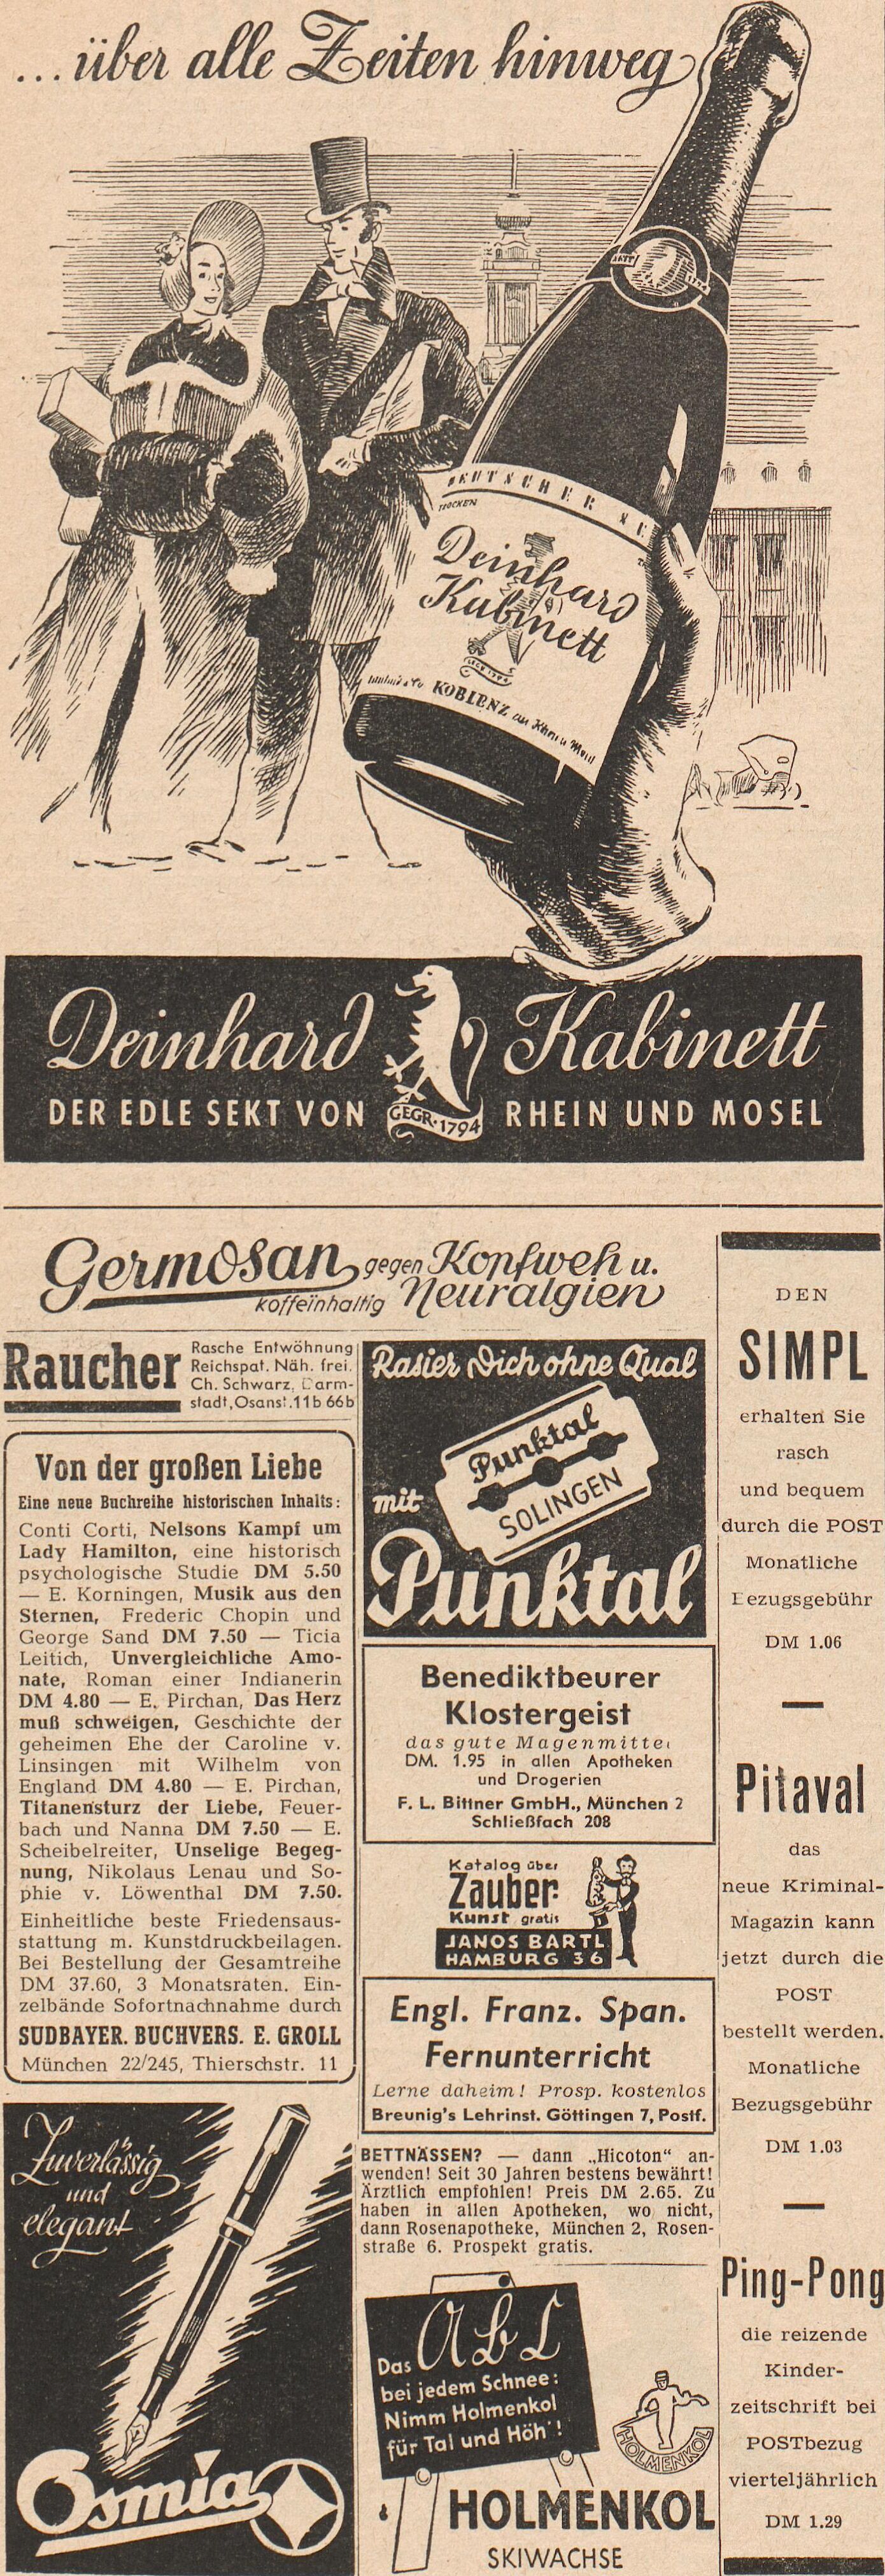 ...über alle Zeiten hinweg
DEUTSCHER
TROCKEN
Deinhard
Kabinett
KOBLENZ am Rhein u. Mosel
Deinhard Kabinett
DER EDLE SEKT VON RHEIN UND MOSEL
GEGR. 1794
Germosan gegen Kopfweh u.
koffeinhaltig Neuralgien
Raucher
Rasche Entwöhnung
Reichspat. Näh. frei.
Ch. Schwarz, Darm-
stadt, Osanst. 11b 66b
Von der großen Liebe
Eine neue Buchreihe historischen Inhalts:
Conti Corti, Nelsons Kampf um
Lady Hamilton, eine historisch
psychologische Studie DM 5.50
— E. Korningen, Musik aus den
Sternen, Frederic Chopin und
George Sand DM 7.50 — Ticia
Leitich, Unvergleichliche Amo-
nate, Roman einer Indianerin
DM 4.80 — E. Pirchan, Das Herz
muß schweigen, Geschichte der
geheimen Ehe der Caroline v.
Linsingen mit Wilhelm von
England DM 4.80 — E. Pirchan,
Titanensturz der Liebe, Feuer-
bach und Nanna DM 7.50 — E.
Scheibelreiter, Unselige Begeg-
nung, Nikolaus Lenau und So-
phie v. Löwenthal DM 7.50.
Einheitliche beste Friedensaus-
stattung m. Kunstdruckbeilagen.
Bei Bestellung der Gesamtreihe
DM 37.60, 3 Monatsraten. Ein-
zelbände Sofortnachnahme durch
SÜDBAYER. BUCHVERS. E. GROLL
München 22/245, Thierschstr. 11
Zuverlässig
und
elegant
Osmia
Rasier Dich ohne Qual
Punktal
SOLINGEN
mit
Punktal
Benediktbeurer
Klostergeist
das gute Magenmittel
DM. 1.95 in allen Apotheken
und Drogerien
F. L. Bittner GmbH., München 2
Schließfach 208
Katalog über
Zauber-
Kunst gratis
JANOS BARTL
HAMBURG 36
Engl. Franz. Span.
Fernunterricht
Lerne daheim! Prosp. kostenlos
Breunig's Lehrinst. Göttingen 7, Postf.
BETTNÄSSEN? — dann „Hicoton“ an-
wenden! Seit 30 Jahren bestens bewährt!
Ärztlich empfohlen! Preis DM 2.65. Zu
haben in allen Apotheken, wo nicht,
dann Rosenapotheke, München 2, Rosen-
straße 6. Prospekt gratis.
Das AbC
bei jedem Schnee:
Nimm Holmenkol
für Tal und Höh'!
HOLMENKOL
HOLMENKOL
SKIWACHSE
DEN
SIMPL
erhalten Sie
rasch
und bequem
durch die POST
Monatliche
Bezugsgebühr
DM 1.06
Pitaval
das
neue Kriminal-
Magazin kann
jetzt durch die
POST
bestellt werden.
Monatliche
Bezugsgebühr
DM 1.03
Ping-Pong
die reizende
Kinder-
zeitschrift bei
POSTbezug
vierteljährlich
DM 1.29